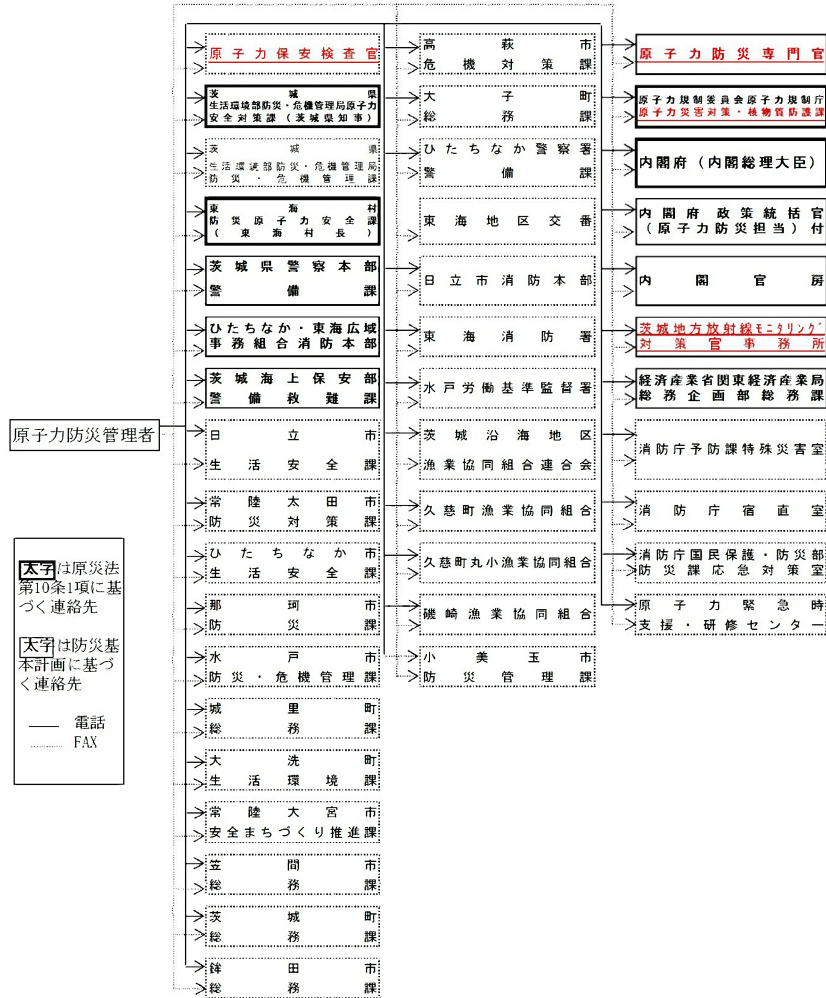 原子力防災管理者
太字は原災法
第10条1項に基
づく連絡先
太字は防災基
本計画に基づ
く連絡先
電話
FAX
原子力保安検査官
茨城県
生活環境部防災・危機管理局原子力
安全対策課(茨城県知事)
茨城県
生活環境部防災・危機管理局
防災・危機管理課
東海村
防災原子力安全課
(東海村長)
茨城県警察本部
警備課
ひたちなか・東海広域
事務組合消防本部
茨城海上保安部
警備救難課
日立市
生活安全課
常陸太田市
防災対策課
ひたちなか市
生活安全課
那珂市
防災課
水戸市
防災・危機管理課
城里町
総務課
大洗町
生活環境課
常陸大宮市
安全まちづくり推進課
笠間市
総務課
茨城町
総務課
鉾田市
総務課
高萩市
危機対策課
大子町
総務課
ひたちなか警察署
警備課
東海地区交番
日立市消防本部
東海消防署
水戸労働基準監督署
茨城沿海地区
漁業協同組合連合会
久慈町漁業協同組合
久慈町丸小漁業協同組合
磯崎漁業協同組合
小美玉市
防災管理課
原子力防災専門官
原子力規制委員会原子力規制庁
原子力災害対策・核物質防護課
内閣府(内閣総理大臣)
内閣府政策統括官
(原子力防災担当)付
内閣官房
茨城地方放射線モニタリング
対策官事務所
経済産業省関東経済産業局
総務企画部総務課
消防庁予防課特殊災害室
消防庁宿直室
消防庁国民保護・防災部
防災課応急対策室
原子力緊急時
支援・研修センター